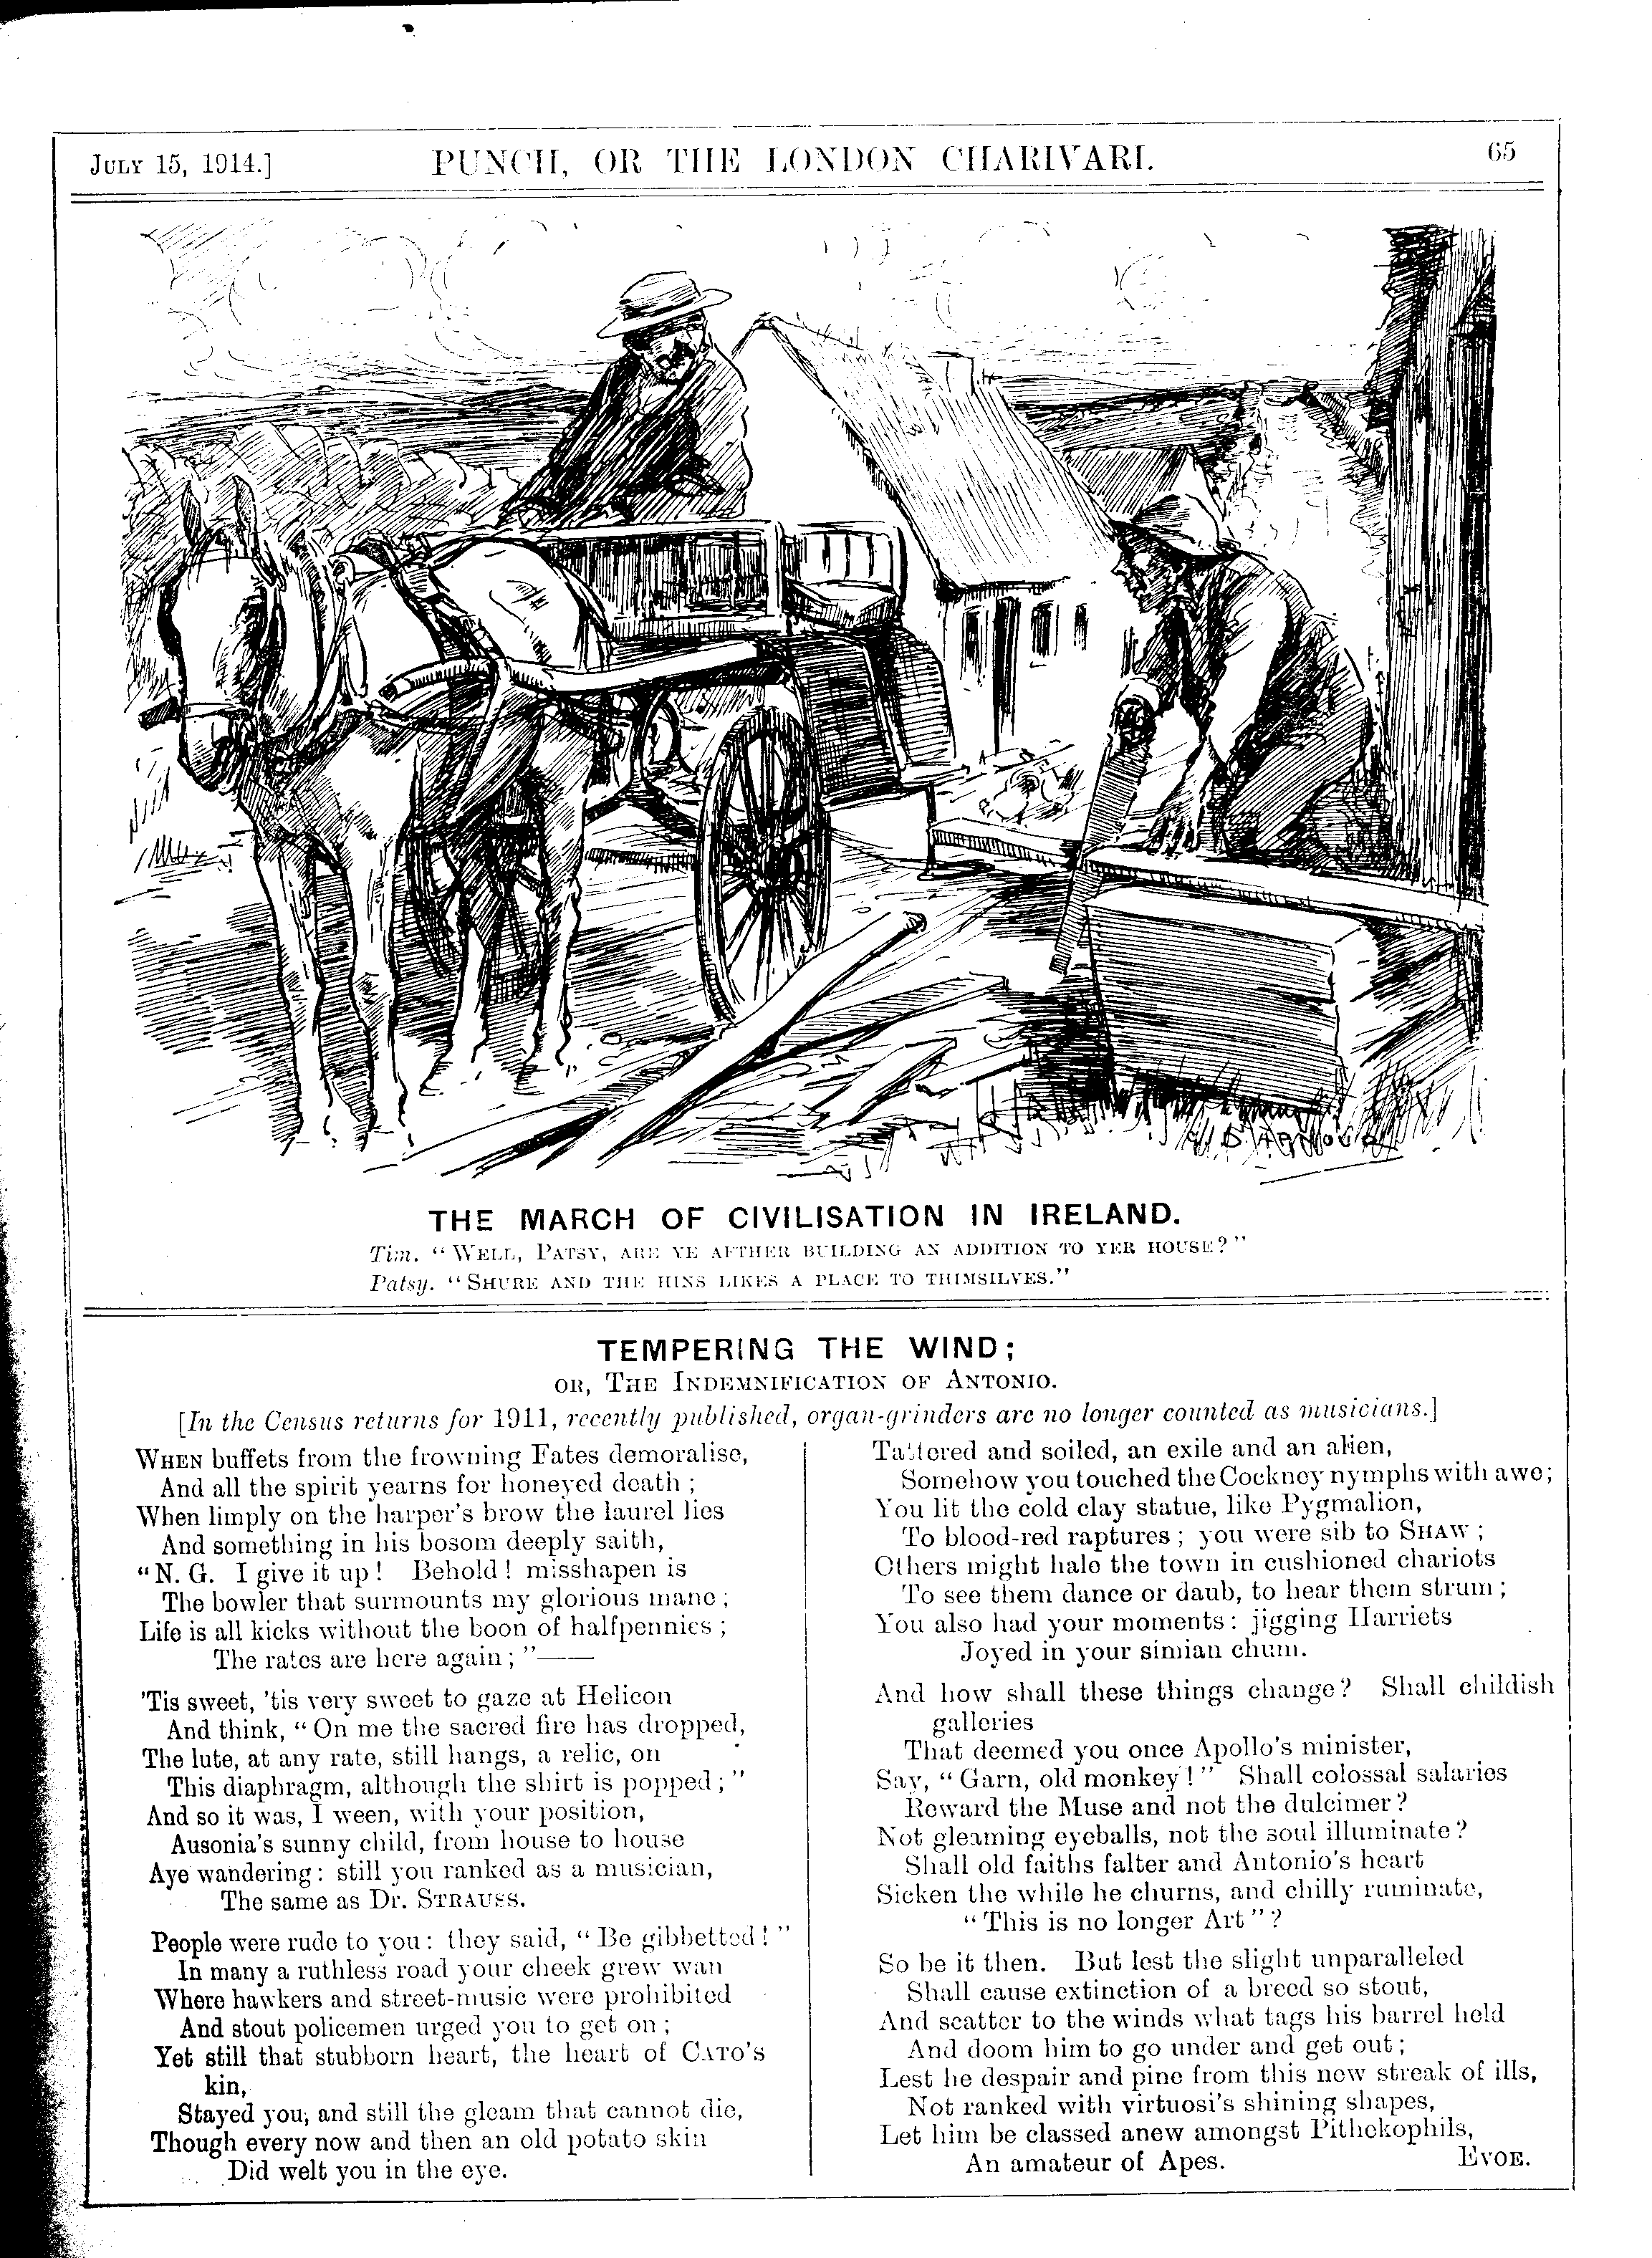 JULY 15, 1914.]
PUNCH, OR THE LONDON CHARIVARI.
65
THE MARCH OF CIVILISATION IN IRELAND.
Tim. "WELL, PATSY, ARE YE AFTHER BUILDING AN ADDITION TO YER HOUSE?"
Patsy. "SHURE AND THE HINS LIKES A PLACE TO THIMSILVES."
TEMPERING THE WIND;
OR, THE INDEMNIFICATION OF ANTONIO.
[In the Census returns for 1911, recently published, organ-grinders are no longer counted as musicians.]
WHEN buffets from the frowning Fates demoralise,
And all the spirit yearns for honeyed death;
When limply on the harper's brow the laurel lies
And something in his bosom deeply saith,
"N. G. I give it up! Behold! misshapen is
The bowler that surmounts my glorious mane;
Life is all kicks without the boon of halfpennies;
The rates are here again;"——
'Tis sweet, 'tis very sweet to gaze at Helicon
And think, "On me the sacred fire has dropped,
The lute, at any rate, still hangs, a relic, on
This diaphragm, although the shirt is popped;"
And so it was, I ween, with your position,
Ausonia's sunny child, from house to house
Aye wandering: still you ranked as a musician,
The same as Dr. STRAUSS.
People were rude to you: they said, "Be gibbetted!"
In many a ruthless road your cheek grew wan
Where hawkers and street-music were prohibited
And stout policemen urged you to get on;
Yet still that stubborn heart, the heart of CATO'S
kin,
Stayed you, and still the gleam that cannot die,
Though every now and then an old potato skin
Did welt you in the eye.
Tattered and soiled, an exile and an alien,
Somehow you touched the Cockney nymphs with awe;
You lit the cold clay statue, like Pygmalion,
To blood-red raptures; you were sib to SHAW;
Others might hale the town in cushioned chariots
To see them dance or daub, to hear them strum;
You also had your moments: jigging Harriets
Joyed in your simian chum.
And how shall these things change? Shall childish
galleries
That deemed you once Apollo's minister,
Say, "Garn, old monkey!" Shall colossal salaries
Reward the Muse and not the dulcimer?
Not gleaming eyeballs, not the soul illuminate?
Shall old faiths falter and Antonio's heart
Sicken the while he churns, and chilly ruminate,
"This is no longer Art"?
So be it then. But lest the slight unparalleled
Shall cause extinction of a breed so stout,
And scatter to the winds what tags his barrel held
And doom him to go under and get out;
Lest he despair and pine from this new streak of ills,
Not ranked with virtuosi's shining shapes,
Let him be classed anew amongst Pithekophils,
An amateur of Apes.
EVOE.